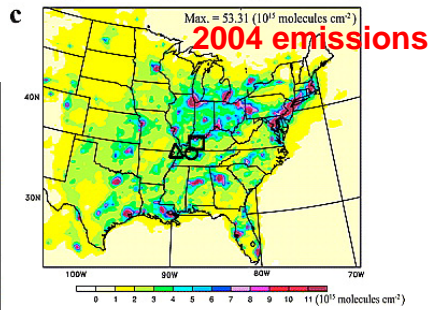 c
Max. = 53.31 (10¹⁵ molecules cm⁻²)
2004 emissions
40N
30N
100W 90W 80W 70W
0 1 2 3 4 5 6 7 8 9 10 11 (10¹⁵ molecules cm⁻²)